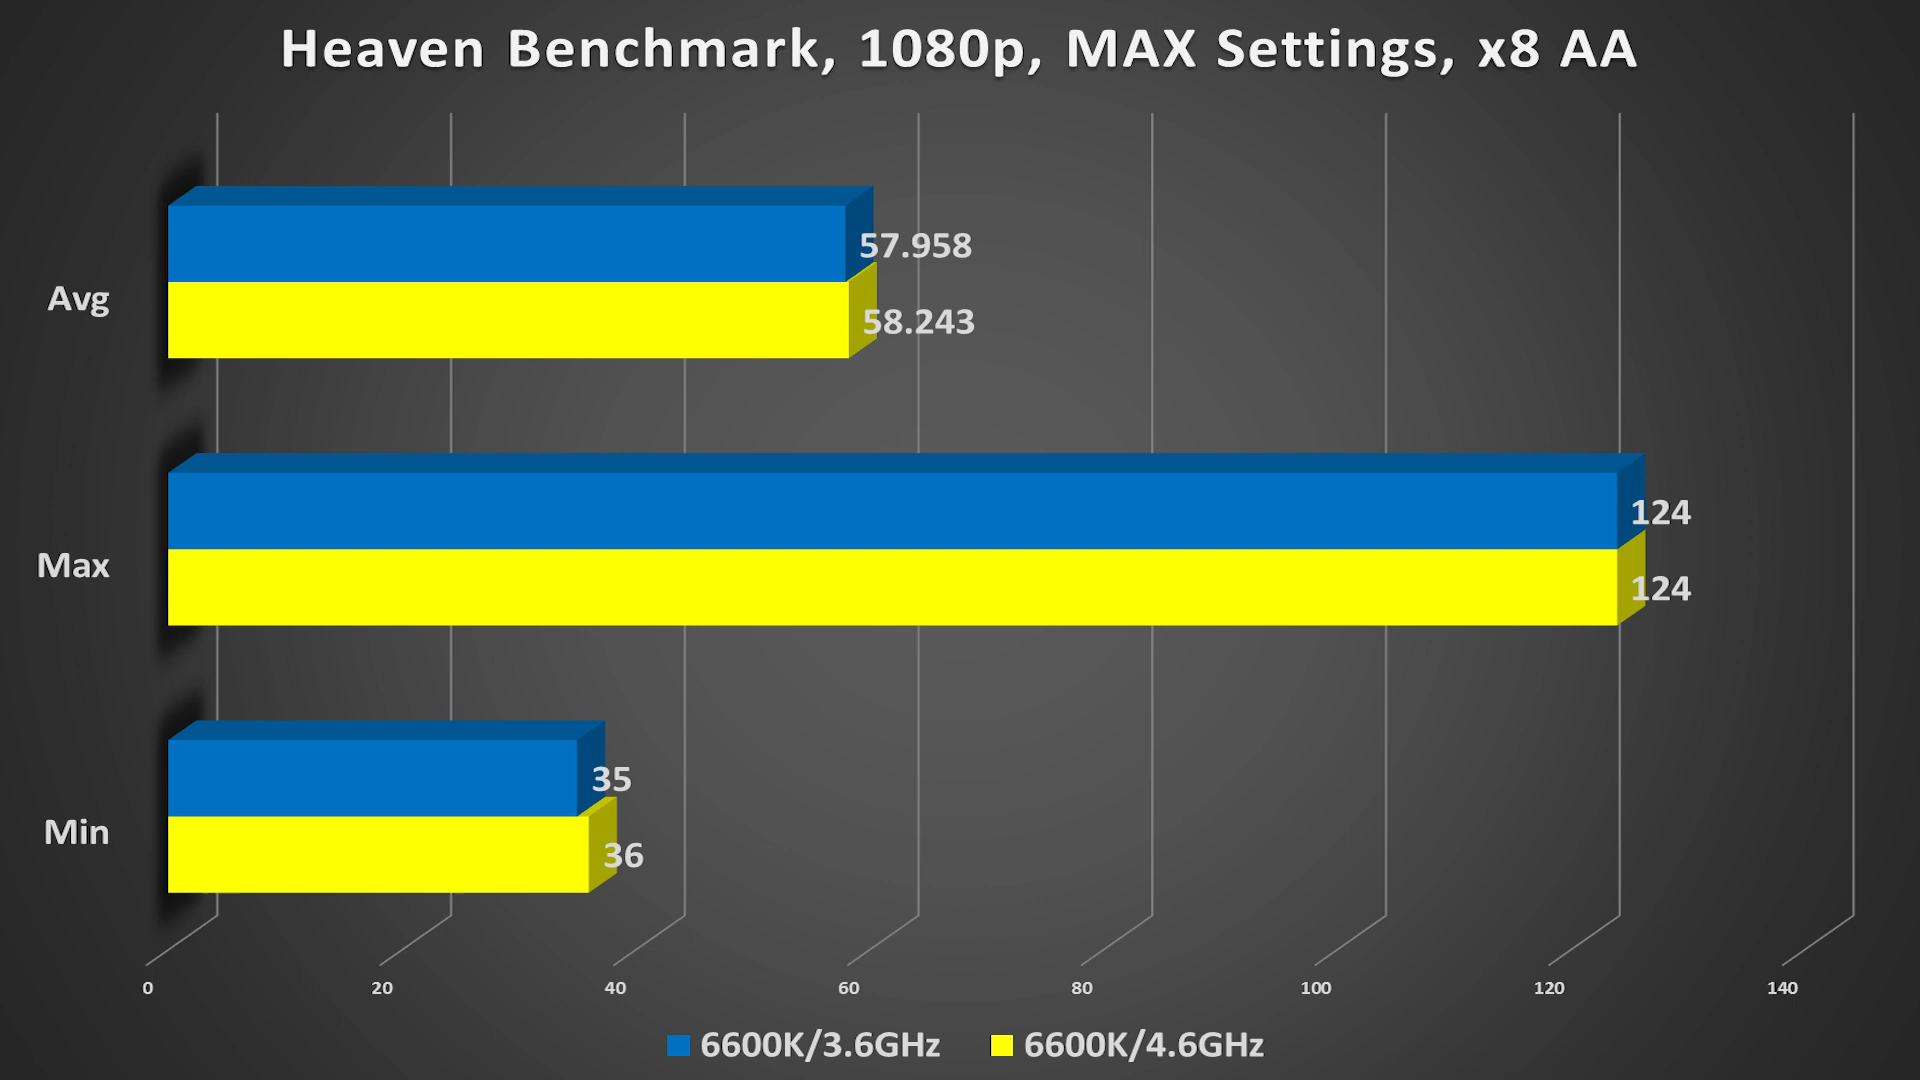 Heaven Benchmark, 1080p, MAX Settings, x8 AA
57.958
Avg
58.243
124
Max
124
35
Min
36
0 20 40 60 80 100 120 140
6600K/3.6GHz 6600K/4.6GHz